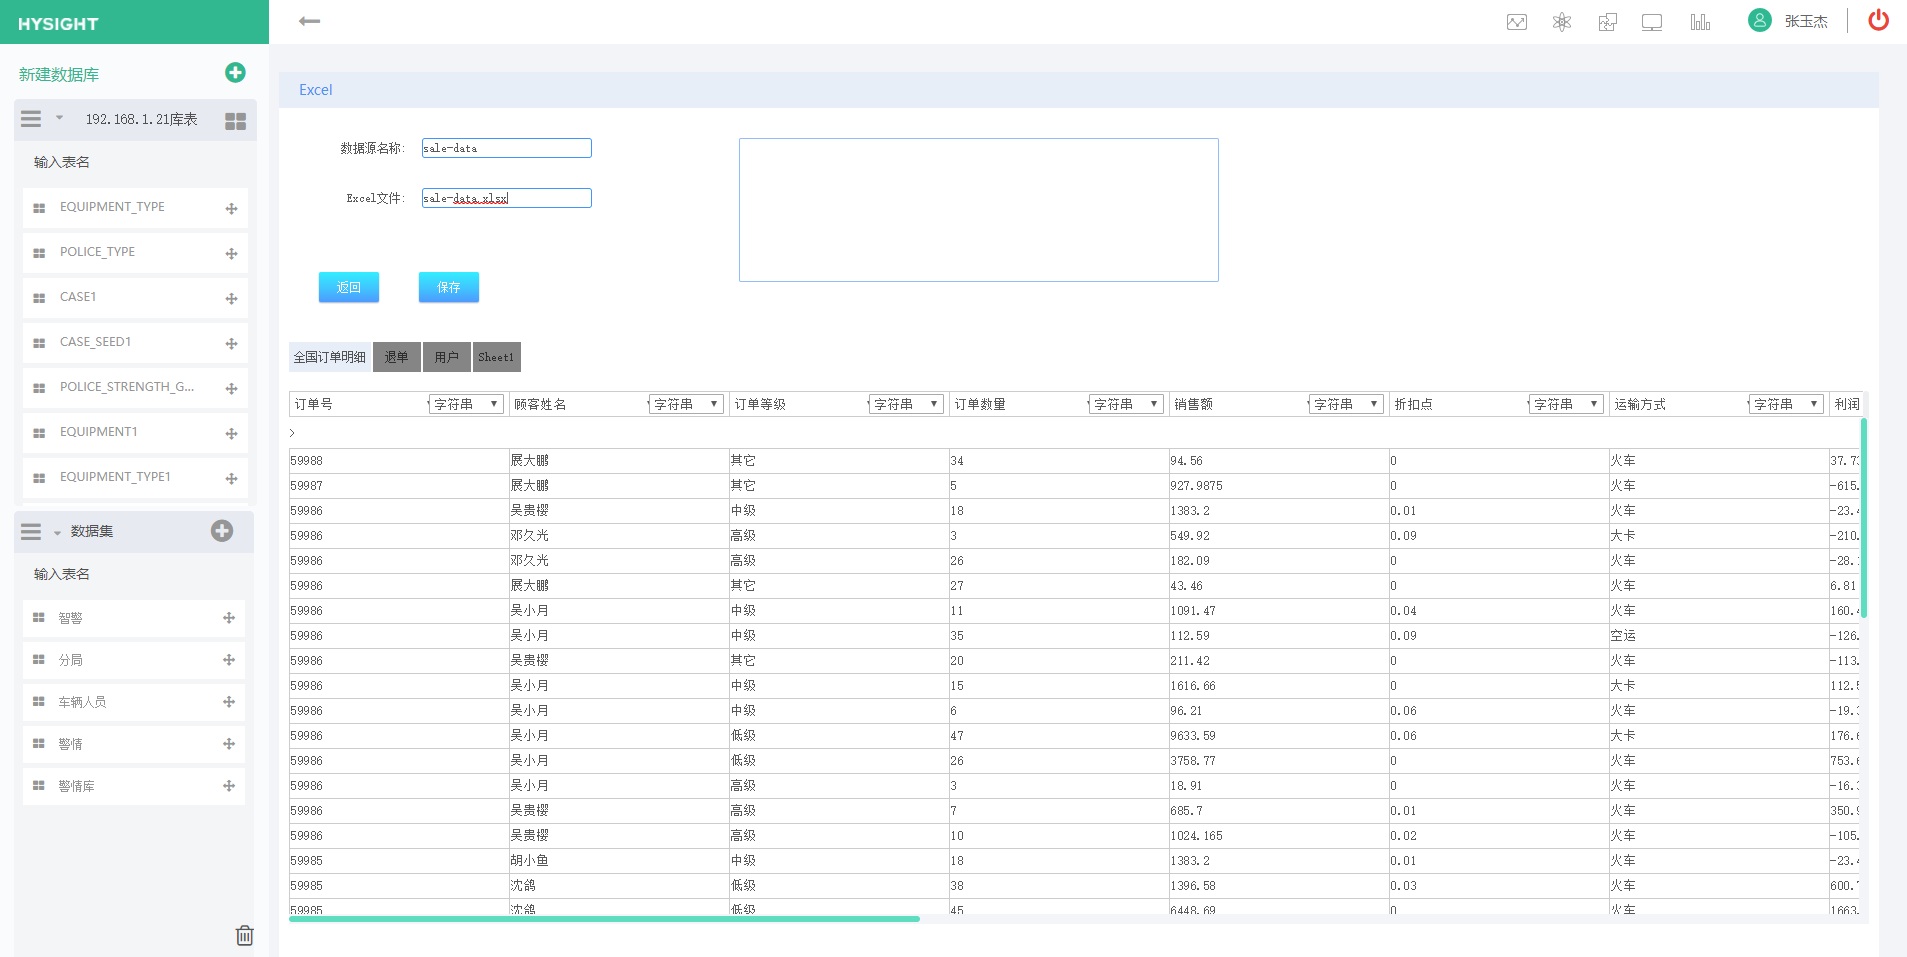 HYSIGHT
张玉杰
新建数据库
192.168.1.21库表
输入表名
EQUIPMENT_TYPE
POLICE_TYPE
CASE1
CASE_SEED1
POLICE_STRENGTH_G...
EQUIPMENT1
EQUIPMENT_TYPE1
数据集
输入表名
智警
分局
车辆人员
警情
警情库
Excel
数据源名称: sale-data
Excel文件: sale-data.xlsx
返回 保存
全国订单明细 退单 用户 Sheet1
订单号 字符串 顾客姓名 字符串 订单等级 字符串 订单数量 字符串 销售额 字符串 折扣点 字符串 运输方式 字符串 利润
>
59988 展大鹏 其它 34 94.56 0 火车 37.73
59987 展大鹏 其它 5 927.9875 0 火车 -615.
59986 吴贵樱 中级 18 1383.2 0.01 火车 -23.4
59986 邓久光 高级 3 549.92 0.09 大卡 -210.
59986 邓久光 高级 26 182.09 0 火车 -28.
59986 展大鹏 其它 27 43.46 0 火车 6.81
59986 吴小月 中级 11 1091.47 0.04 火车 160.4
59986 吴小月 中级 35 112.59 0.09 空运 -126.
59986 吴贵樱 其它 20 211.42 0 火车 -113.
59986 吴小月 中级 15 1616.66 0 大卡 112.5
59986 吴小月 中级 6 96.21 0.06 火车 -19.3
59986 吴小月 低级 47 9633.59 0.06 大卡 176.6
59986 吴小月 低级 26 3758.77 0 火车 753.6
59986 吴小月 高级 3 18.91 0 火车 -16.3
59986 吴贵樱 高级 7 685.7 0.01 火车 350.9
59986 吴贵樱 高级 10 1024.165 0.02 火车 -105.
59985 胡小鱼 中级 18 1383.2 0.01 火车 -23.4
59985 沈鸽 低级 38 1396.58 0.03 火车 600.7
59985 沈鸽 低级 45 6448.69 0 火车 1663.